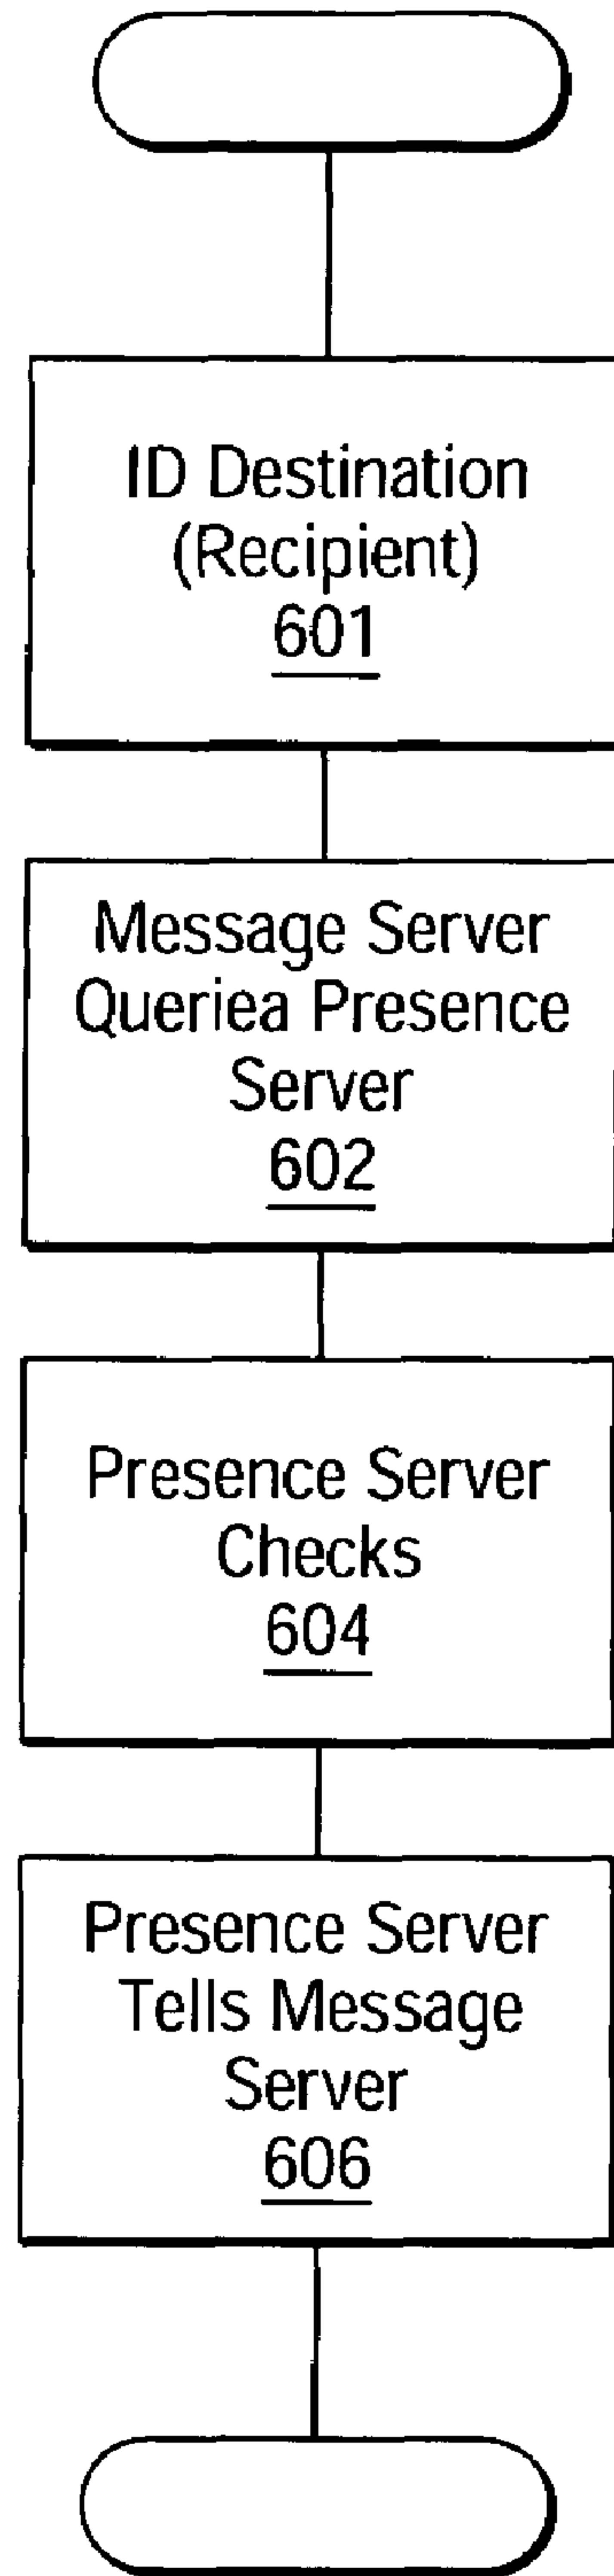 ID Destination
(Recipient)
601
Message Server
Queriea Presence
Server
602
Presence Server
Checks
604
Presence Server
Tells Message
Server
606